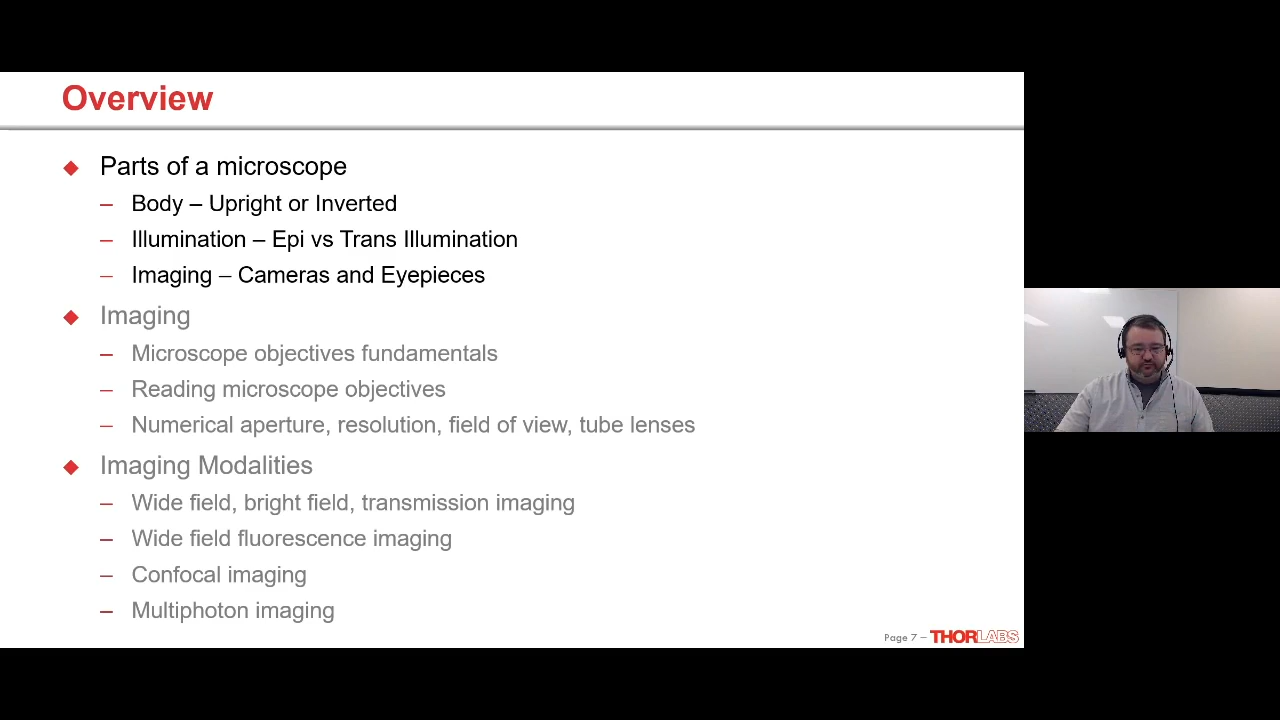 Overview
Parts of a microscope
– Body – Upright or Inverted
– Illumination – Epi vs Trans Illumination
– Imaging – Cameras and Eyepieces
Imaging
– Microscope objectives fundamentals
– Reading microscope objectives
– Numerical aperture, resolution, field of view, tube lenses
Imaging Modalities
– Wide field, bright field, transmission imaging
– Wide field fluorescence imaging
– Confocal imaging
– Multiphoton imaging
Page 7 – THORLABS